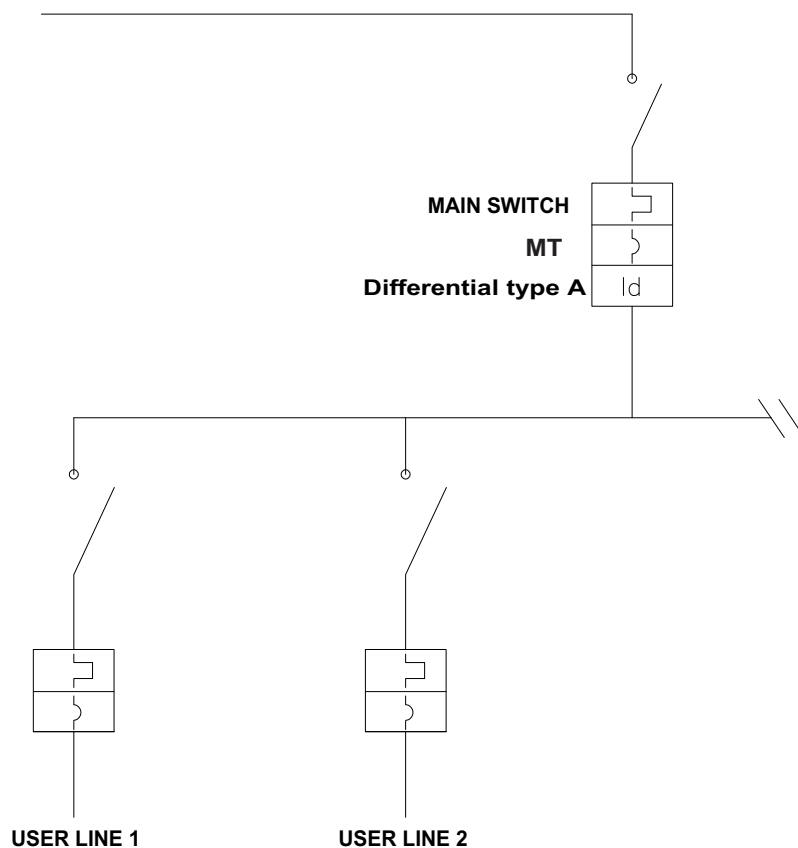 MAIN SWITCH
MT
Differential type A
Id
USER LINE 1
USER LINE 2